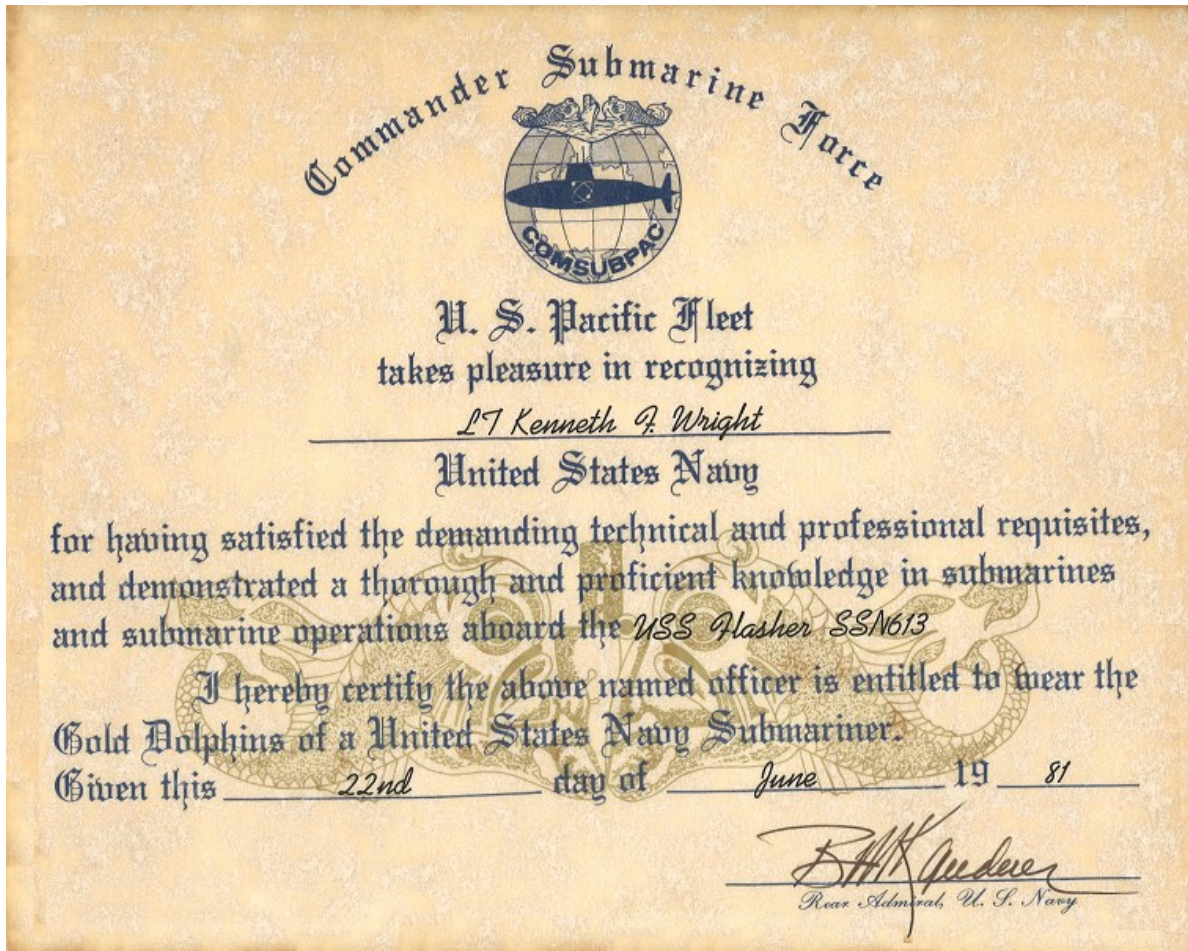 Commander Submarine Force
COMSUBPAC
U. S. Pacific Fleet
takes pleasure in recognizing
LT Kenneth F. Wright
United States Navy
for having satisfied the demanding technical and professional requisites,
and demonstrated a thorough and proficient knowledge in submarines
and submarine operations aboard the USS Flasher SSN613
I hereby certify the above named officer is entitled to wear the
Gold Dolphins of a United States Navy Submariner.
Given this 22nd day of June 19 81
Rear Admiral, U. S. Navy